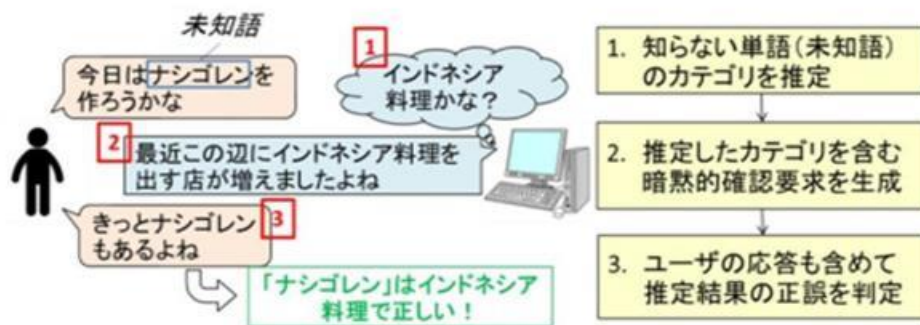 未知語
今日はナシゴレンを
作ろうかな
1
インドネシア
料理かな？
2
最近この辺にインドネシア料理を
出す店が増えましたよね
きっとナシゴレン
もあるよね
3
「ナシゴレン」はインドネシア
料理で正しい！
1. 知らない単語(未知語)
のカテゴリを推定
2. 推定したカテゴリを含む
暗黙的確認要求を生成
3. ユーザの応答も含めて
推定結果の正誤を判定